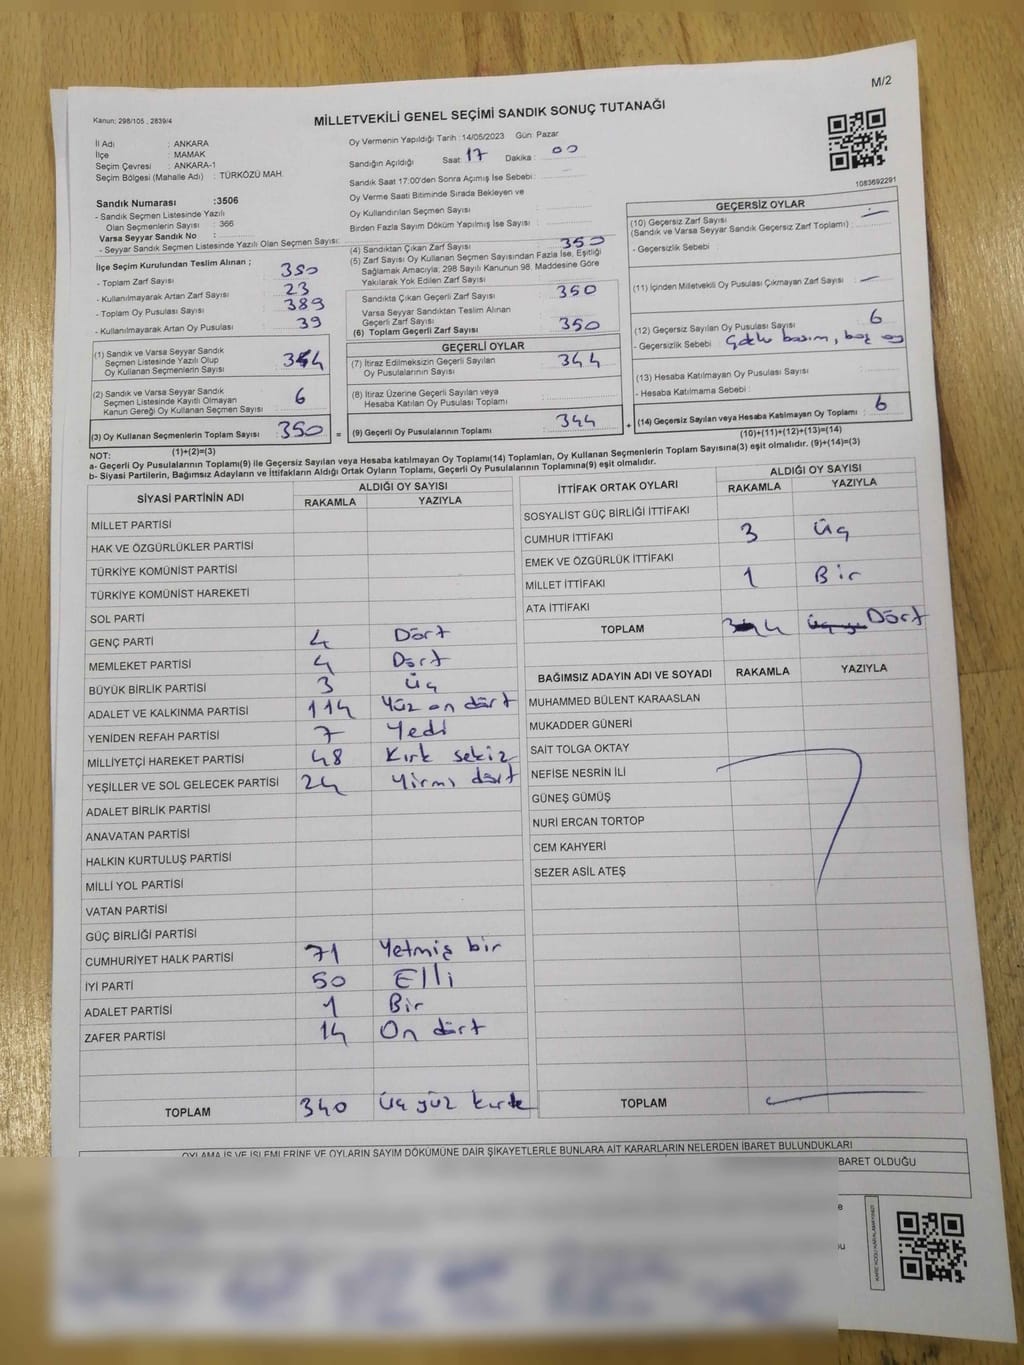 M/2
Kanun; 298/105 , 2839/4
MİLLETVEKİLİ GENEL SEÇİMİ SANDIK SONUÇ TUTANAĞI
İl Adı : ANKARA
İlçe : MAMAK
Seçim Çevresi : ANKARA-1
Seçim Bölgesi (Mahalle Adı) : TÜRKÖZÜ MAH.
Oy Vermenin Yapıldığı Tarih : 14/05/2023 Gün: Pazar
Sandığın Açıldığı Saat : 17 Dakika : 00
Sandık Saat 17:00'den Sonra Açılmış İse Sebebi :
Oy Verme Saati Bitiminde Sırada Bekleyen ve
Oy Kullandırılan Seçmen Sayısı :
Birden Fazla Sayım Döküm Yapılmış İse Sayısı :
1083692291
Sandık Numarası :3506
- Sandık Seçmen Listesinde Yazılı
Olan Seçmenlerin Sayısı : 366
Varsa Seyyar Sandık No :
- Seyyar Sandık Seçmen Listesinde Yazılı Olan Seçmen Sayısı:
İlçe Seçim Kurulundan Teslim Alınan ;
- Toplam Zarf Sayısı
- Kullanılmayarak Artan Zarf Sayısı : 23
- Toplam Oy Pusulası Sayısı : 389
- Kullanılmayarak Artan Oy Pusulası : 39
(4) Sandıktan Çıkan Zarf Sayısı : 350
(5) Zarf Sayısı Oy Kullanan Seçmen Sayısından Fazla İse, Eşitliği
Sağlamak Amacıyla; 298 Sayılı Kanunun 98. Maddesine Göre
Yakılarak Yok Edilen Zarf Sayısı :
Sandıkta Çıkan Geçerli Zarf Sayısı : 350
Varsa Seyyar Sandıktan Teslim Alınan
Geçerli Zarf Sayısı :
(6) Toplam Geçerli Zarf Sayısı : 350
GEÇERSİZ OYLAR
(10) Geçersiz Zarf Sayısı
(Sandık ve Varsa Seyyar Sandık Geçersiz Zarf Toplamı) : —
- Geçersizlik Sebebi :
(11) İçinden Milletvekili Oy Pusulası Çıkmayan Zarf Sayısı : —
(12) Geçersiz Sayılan Oy Pusulası Sayısı : 6
- Geçersizlik Sebebi : basım, boş oy
(13) Hesaba Katılmayan Oy Pusulası Sayısı :
- Hesaba Katılmama Sebebi :
(14) Geçersiz Sayılan veya Hesaba Katılmayan Oy Toplamı : 6
(10)+(11)+(12)+(13)=(14)
(1) Sandık ve Varsa Seyyar Sandık
Seçmen Listesinde Yazılı Olup
Oy Kullanan Seçmenlerin Sayısı : 344
(2) Sandık ve Varsa Seyyar Sandık
Seçmen Listesinde Kayıtlı Olmayan
Kanun Gereği Oy Kullanan Seçmen Sayısı : 6
(3) Oy Kullanan Seçmenlerin Toplam Sayısı : 350
(1)+(2)=(3)
GEÇERLİ OYLAR
(7) İtiraz Edilmeksizin Geçerli Sayılan
Oy Pusulalarının Sayısı : 344
(8) İtiraz Üzerine Geçerli Sayılan veya
Hesaba Katılan Oy Pusulası Toplamı :
= (9) Geçerli Oy Pusulalarının Toplamı : 344 +
NOT:
a- Geçerli Oy Pusulalarının Toplamı(9) ile Geçersiz Sayılan veya Hesaba katılmayan Oy Toplamı(14) Toplamları, Oy Kullanan Seçmenlerin Toplam Sayısına(3) eşit olmalıdır. (9)+(14)=(3)
b- Siyasi Partilerin, Bağımsız Adayların ve İttifakların Aldığı Ortak Oyların Toplamı, Geçerli Oy Pusulalarının Toplamına(9) eşit olmalıdır.
SİYASİ PARTİNİN ADI ALDIĞI OY SAYISI
RAKAMLA YAZIYLA
MİLLET PARTİSİ
HAK VE ÖZGÜRLÜKLER PARTİSİ
TÜRKİYE KOMÜNİST PARTİSİ
TÜRKİYE KOMÜNİST HAREKETİ
SOL PARTİ
GENÇ PARTİ 4 Dört
MEMLEKET PARTİSİ 4 Dört
BÜYÜK BİRLİK PARTİSİ 3 üç
ADALET VE KALKINMA PARTİSİ 114 Yüz on dört
YENİDEN REFAH PARTİSİ 7 Yedi
MİLLİYETÇİ HAREKET PARTİSİ 48 Kırk sekiz
YEŞİLLER VE SOL GELECEK PARTİSİ 24 Yirmi dört
ADALET BİRLİK PARTİSİ
ANAVATAN PARTİSİ
HALKIN KURTULUŞ PARTİSİ
MİLLİ YOL PARTİSİ
VATAN PARTİSİ
GÜÇ BİRLİĞİ PARTİSİ
CUMHURİYET HALK PARTİSİ 71 Yetmiş bir
İYİ PARTİ 50 Elli
ADALET PARTİSİ 1 Bir
ZAFER PARTİSİ 14 On dört
TOPLAM 340 üç yüz kırk
İTTİFAK ORTAK OYLARI ALDIĞI OY SAYISI
RAKAMLA YAZIYLA
SOSYALİST GÜÇ BİRLİĞİ İTTİFAKI
CUMHUR İTTİFAKI 3 üç
EMEK VE ÖZGÜRLÜK İTTİFAKI
MİLLET İTTİFAKI 1 Bir
ATA İTTİFAKI
TOPLAM 4 Dört
BAĞIMSIZ ADAYIN ADI VE SOYADI RAKAMLA YAZIYLA
MUHAMMED BÜLENT KARAASLAN
MUKADDER GÜNERİ
SAİT TOLGA OKTAY
NEFİSE NESRİN İLİ
GÜNEŞ GÜMÜŞ
NURİ ERCAN TORTOP
CEM KAHYERİ
SEZER ASİL ATEŞ
TOPLAM
OYLAMA İŞ VE İŞLEMLERİNE VE OYLARIN SAYIM DÖKÜMÜNE DAİR ŞİKAYETLERLE BUNLARA AİT KARARLARIN NELERDEN İBARET BULUNDUKLARI
BARET OLDUĞU